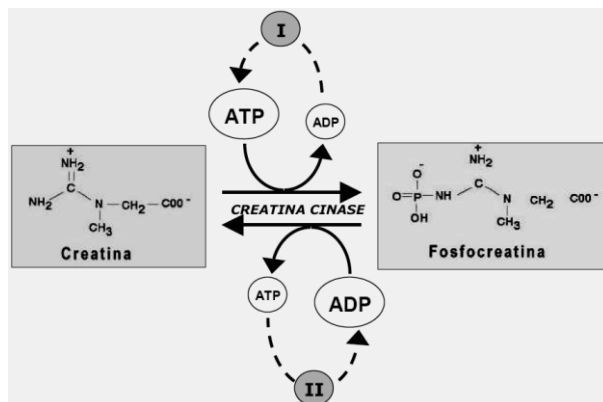 I
ATP
ADP
+
NH₂
NH₂ C N CH₂ COO⁻
CH₃
Creatina
CREATINA CINASE
+
NH₂
O⁻
O=P NH C N CH₂ COO⁻
OH CH₃
Fosfocreatina
ATP
ADP
II